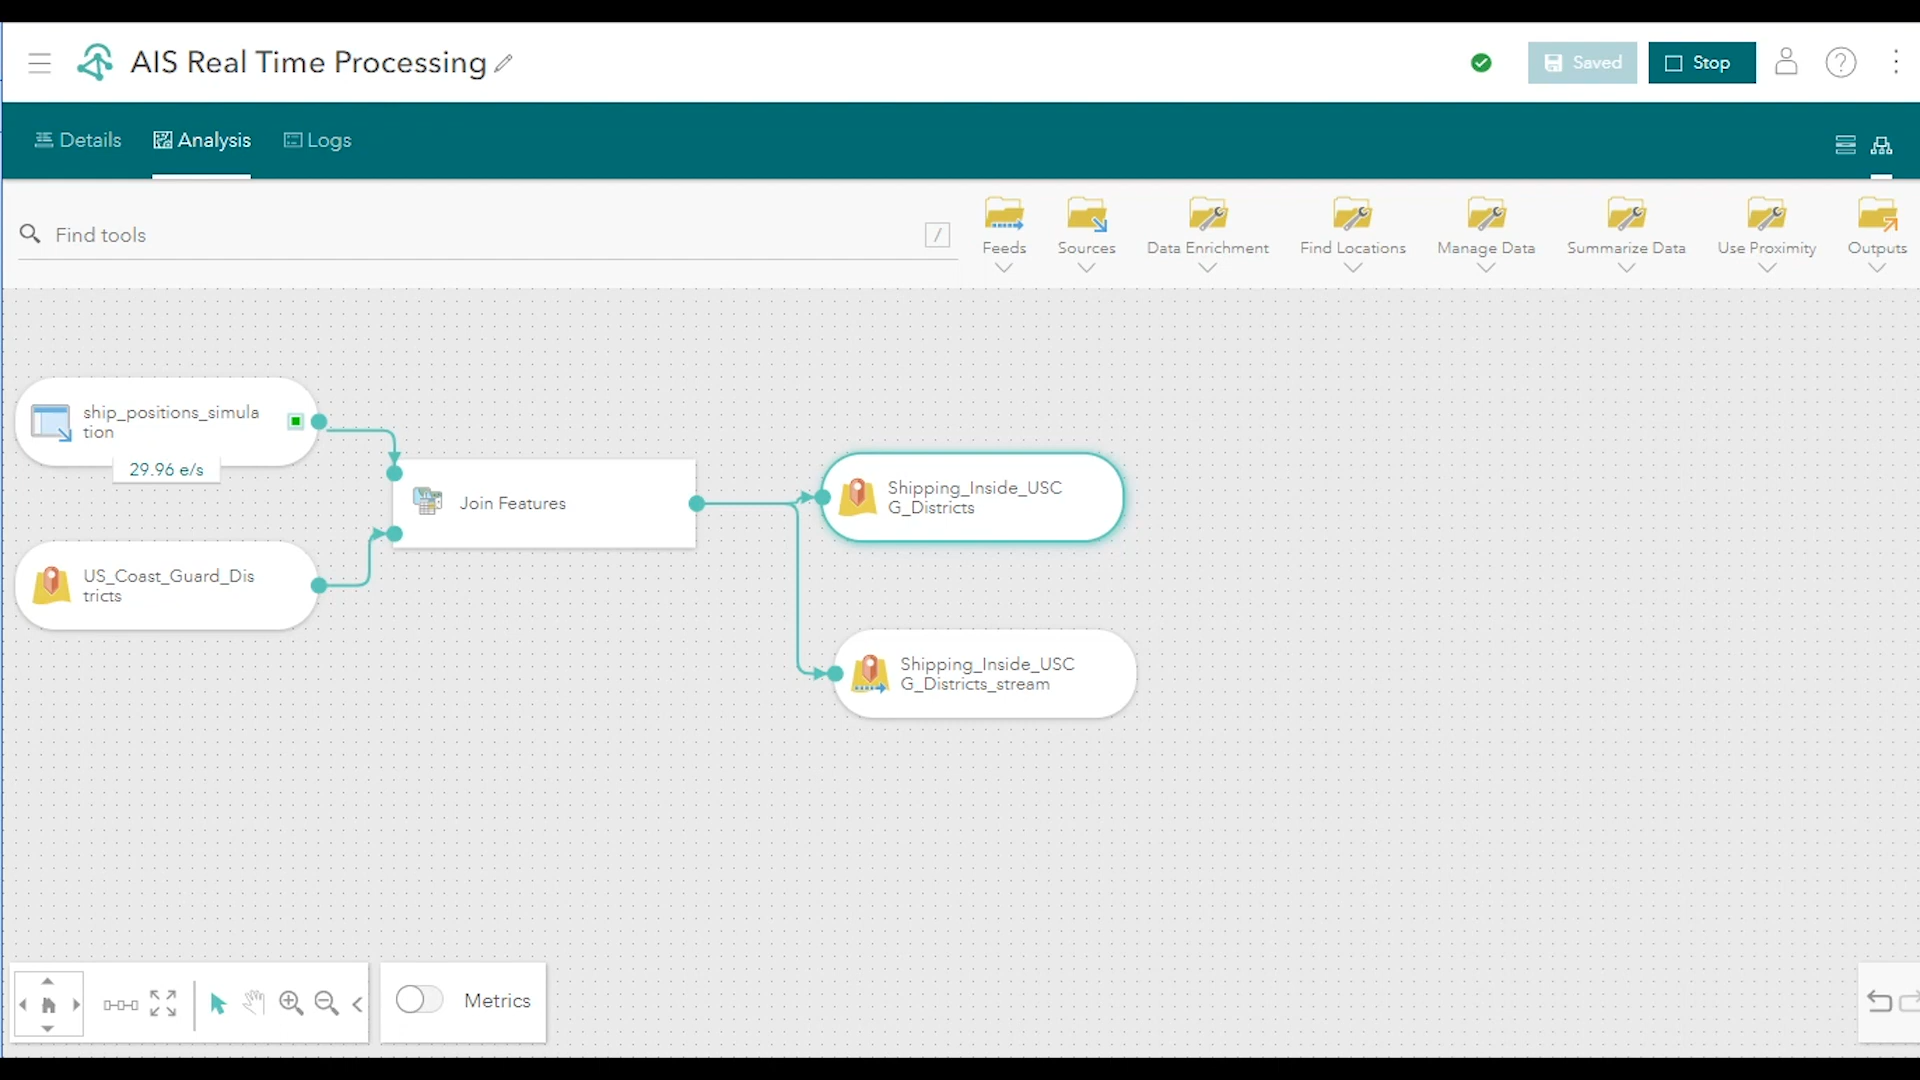 AIS Real Time Processing
Saved
Stop
?
Details
Analysis
Logs
Find tools
/
Feeds
Sources
Data Enrichment
Find Locations
Manage Data
Summarize Data
Use Proximity
Outputs
ship_positions_simula
tion
29.96 e/s
US_Coast_Guard_Dis
tricts
Join Features
Shipping_Inside_USC
G_Districts
Shipping_Inside_USC
G_Districts_stream
Metrics